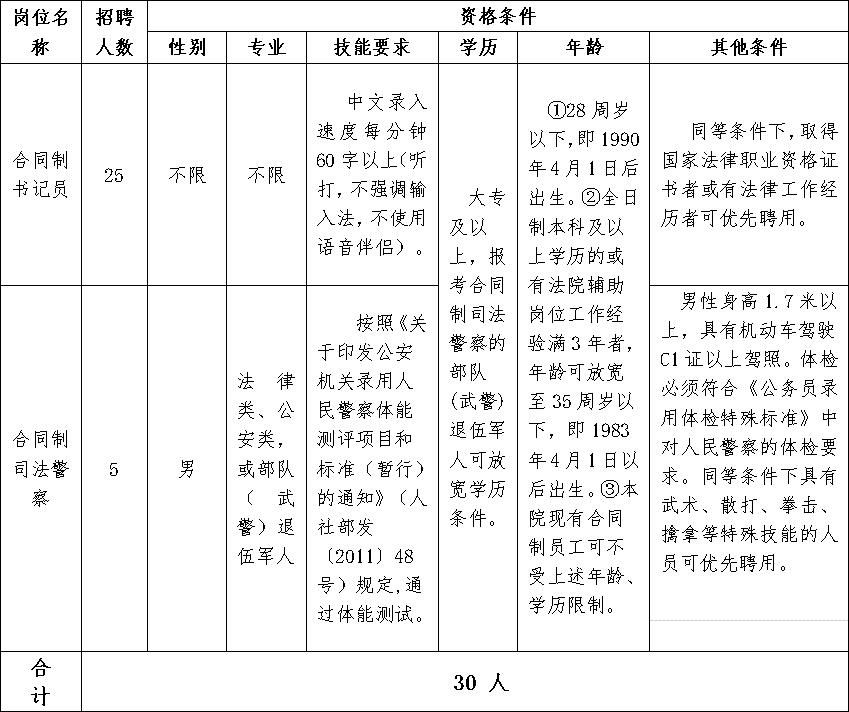 岗位名
称
招聘
人数
资格条件
性别
专业
技能要求
学历
年龄
其他条件
合同制
书记员
25
不限
不限
中文录入
速度每分钟
60字以上(听
打，不强调输
入法，不使用
语音伴侣）。
大专
及以
上，报
考合同
制司法
警察的
部队
(武警)
退伍军
人可放
宽学历
条件。
①28 周岁
以下,即 1990
年4月1日后
出生。②全日
制本科及以
上学历的或
有法院辅助
岗位工作经
验满3年者，
年龄可放宽
至35周岁以
下，即 1983
年4月1日以
后出生。③本
院现有合同
制员工可不
受上述年龄、
学历限制。
同等条件下，取得
国家法律职业资格证
书者或有法律工作经
历者可优先聘用。
合同制
司法警
察
5
男
法律
类、公
安类，
或部队
（武
警）退
伍军人
按照《关
于印发公安
机关录用人
民警察体能
测评项目和
标准（暂行）
的通知》（人
社部发
〔2011〕48
号）规定,通
过体能测试。
男性身高1.7米以
上，具有机动车驾驶
C1证以上驾照。体检
必须符合《公务员录
用体检特殊标准》中
对人民警察的体检要
求。同等条件下具有
武术、散打、拳击、
擒拿等特殊技能的人
员可优先聘用。
合
计
30 人